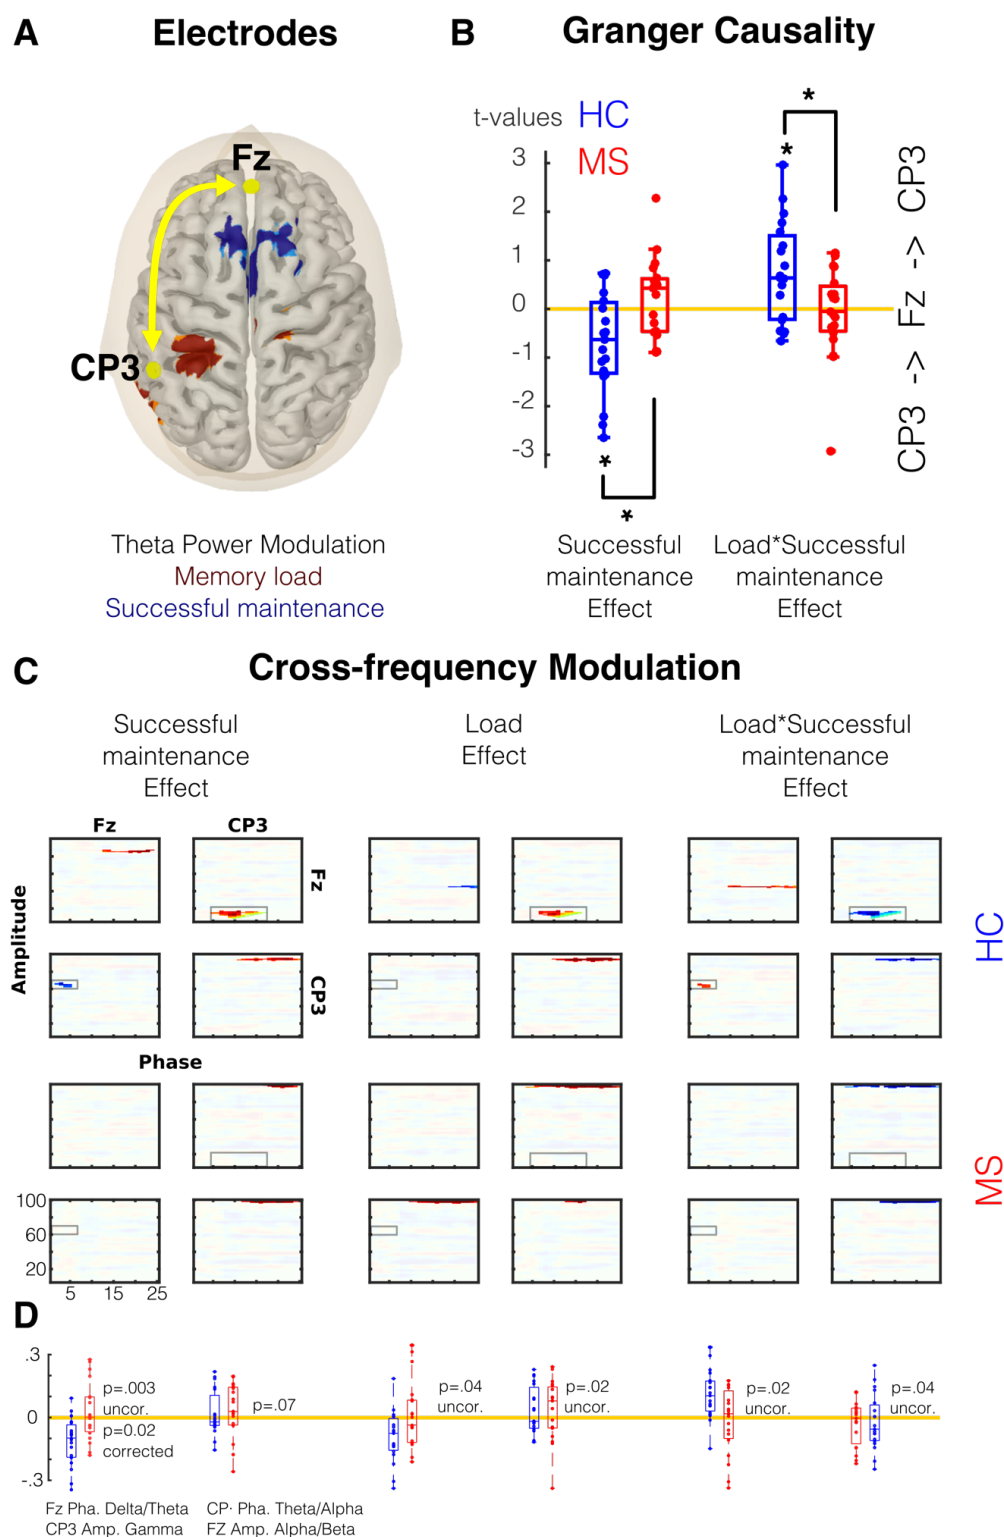 A Electrodes
Fz
CP3
Theta Power Modulation
Memory load
Successful maintenance
B Granger Causality
t-values HC
MS
3
2
1
0
-1
-2
-3
*
*
*
*
CP3 -> Fz -> CP3
Successful
maintenance
Effect
Load*Successful
maintenance
Effect
C Cross-frequency Modulation
Successful
maintenance
Effect
Load
Effect
Load*Successful
maintenance
Effect
Fz CP3
Amplitude
Fz
CP3
HC
Phase
MS
100
60
20
5 15 25
D
.3
0
-.3
p=.003
uncor.
p=0.02
corrected
p=.07
p=.04
uncor.
p=.02
uncor.
p=.02
uncor.
p=.04
uncor.
Fz Pha. Delta/Theta
CP3 Amp. Gamma
CP· Pha. Theta/Alpha
FZ Amp. Alpha/Beta